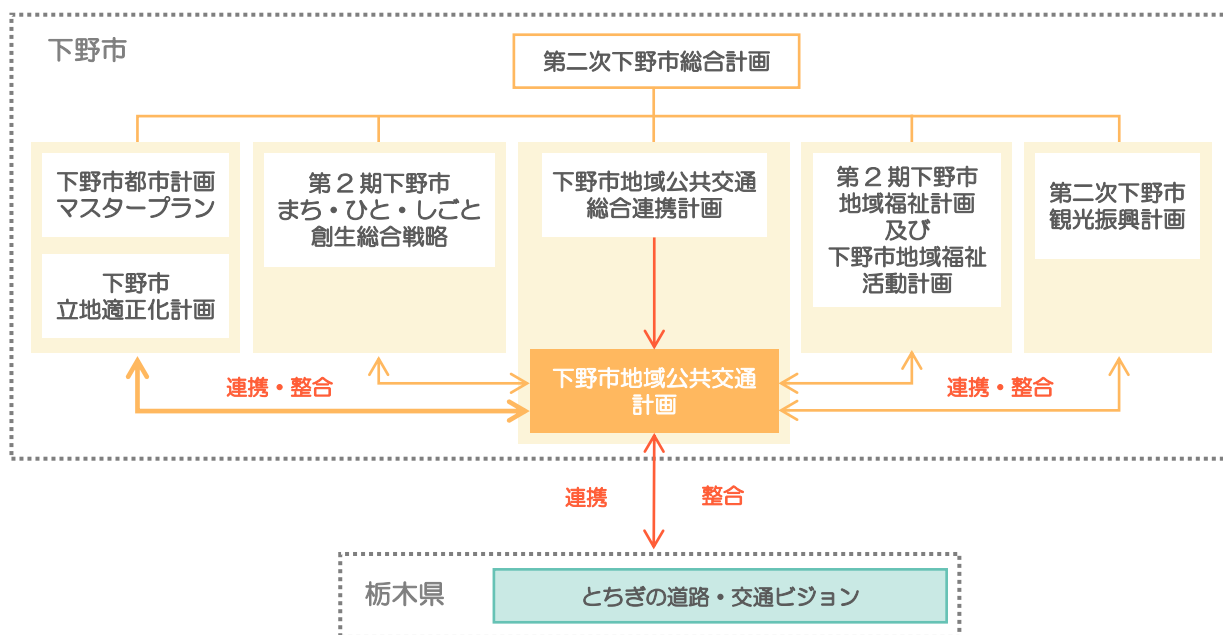 下野市
第二次下野市総合計画
下野市都市計画
マスタープラン
下野市
立地適正化計画
第２期下野市
まち・ひと・しごと
創生総合戦略
下野市地域公共交通
総合連携計画
第２期下野市
地域福祉計画
及び
下野市地域福祉
活動計画
第二次下野市
観光振興計画
連携・整合
下野市地域公共交通
計画
連携・整合
連携
整合
栃木県
とちぎの道路・交通ビジョン